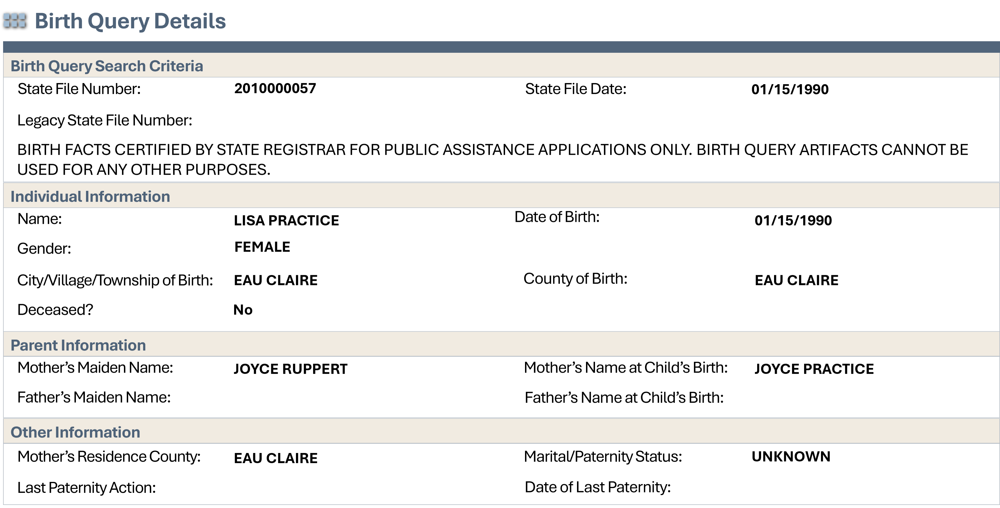 Birth Query Details
Birth Query Search Criteria
State File Number: 2010000057 State File Date: 01/15/1990
Legacy State File Number:
BIRTH FACTS CERTIFIED BY STATE REGISTRAR FOR PUBLIC ASSISTANCE APPLICATIONS ONLY. BIRTH QUERY ARTIFACTS CANNOT BE
USED FOR ANY OTHER PURPOSES.
Individual Information
Name: LISA PRACTICE Date of Birth: 01/15/1990
Gender: FEMALE
City/Village/Township of Birth: EAU CLAIRE County of Birth: EAU CLAIRE
Deceased? No
Parent Information
Mother’s Maiden Name: JOYCE RUPPERT Mother’s Name at Child’s Birth: JOYCE PRACTICE
Father’s Maiden Name: Father’s Name at Child’s Birth:
Other Information
Mother’s Residence County: EAU CLAIRE Marital/Paternity Status: UNKNOWN
Last Paternity Action: Date of Last Paternity: